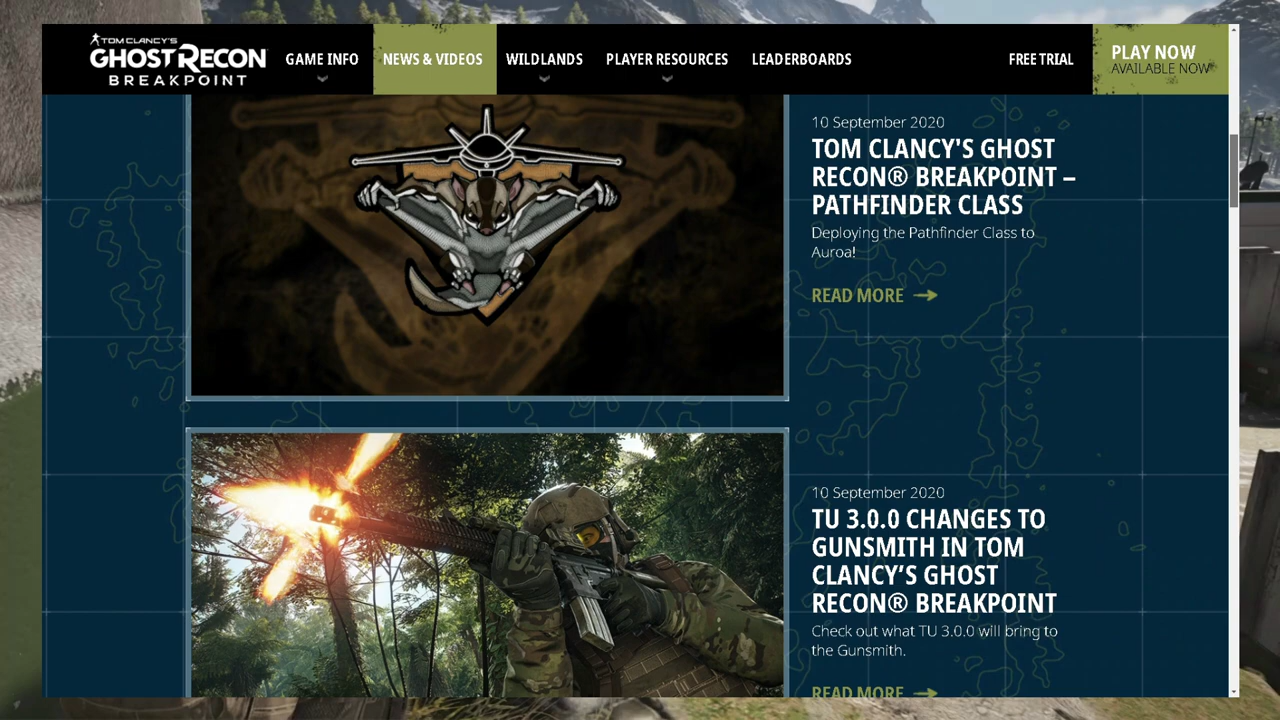 TOM CLANCY'S
GHOST RECON
BREAKPOINT
GAME INFO
NEWS & VIDEOS
WILDLANDS
PLAYER RESOURCES
LEADERBOARDS
FREE TRIAL
PLAY NOW
AVAILABLE NOW
10 September 2020
TOM CLANCY'S GHOST
RECON® BREAKPOINT –
PATHFINDER CLASS
Deploying the Pathfinder Class to
Auroa!
READ MORE
10 September 2020
TU 3.0.0 CHANGES TO
GUNSMITH IN TOM
CLANCY’S GHOST
RECON® BREAKPOINT
Check out what TU 3.0.0 will bring to
the Gunsmith.
READ MORE